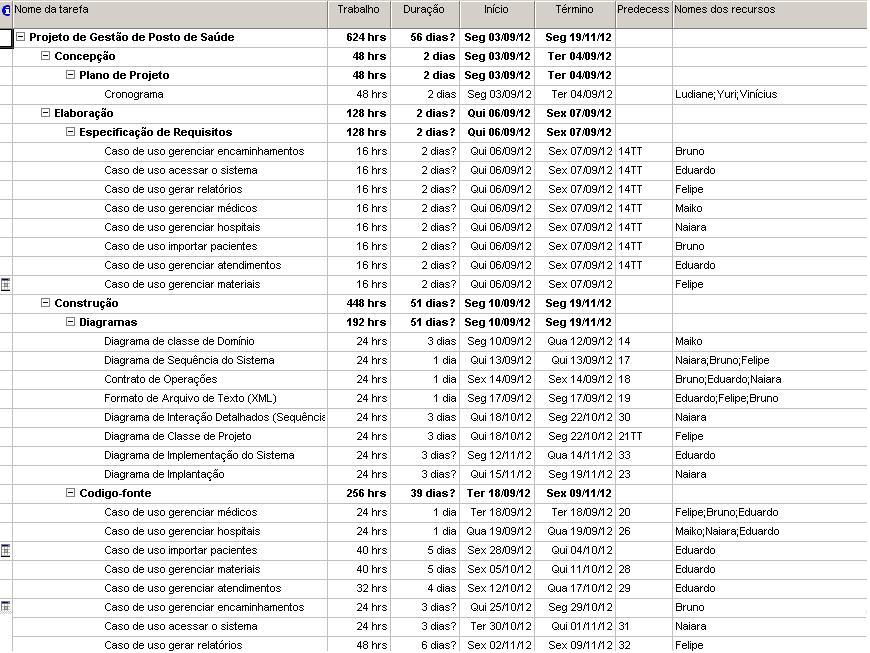 Nome da tarefa Trabalho Duração Início Término Predecess Nomes dos recursos
Projeto de Gestão de Posto de Saúde 624 hrs 56 dias? Seg 03/09/12 Seg 19/11/12
Concepção 48 hrs 2 dias Seg 03/09/12 Ter 04/09/12
Plano de Projeto 48 hrs 2 dias Seg 03/09/12 Ter 04/09/12
Cronograma 48 hrs 2 dias Seg 03/09/12 Ter 04/09/12 Ludiane;Yuri;Vinícius
Elaboração 128 hrs 2 dias? Qui 06/09/12 Sex 07/09/12
Especificação de Requisitos 128 hrs 2 dias? Qui 06/09/12 Sex 07/09/12
Caso de uso gerenciar encaminhamentos 16 hrs 2 dias? Qui 06/09/12 Sex 07/09/12 14TT Bruno
Caso de uso acessar o sistema 16 hrs 2 dias? Qui 06/09/12 Sex 07/09/12 14TT Eduardo
Caso de uso gerar relatórios 16 hrs 2 dias? Qui 06/09/12 Sex 07/09/12 14TT Felipe
Caso de uso gerenciar médicos 16 hrs 2 dias? Qui 06/09/12 Sex 07/09/12 14TT Maiko
Caso de uso gerenciar hospitais 16 hrs 2 dias? Qui 06/09/12 Sex 07/09/12 14TT Naiara
Caso de uso importar pacientes 16 hrs 2 dias? Qui 06/09/12 Sex 07/09/12 14TT Bruno
Caso de uso gerenciar atendimentos 16 hrs 2 dias? Qui 06/09/12 Sex 07/09/12 14TT Eduardo
Caso de uso gerenciar materiais 16 hrs 2 dias? Qui 06/09/12 Sex 07/09/12 Felipe
Construção 448 hrs 51 dias? Seg 10/09/12 Seg 19/11/12
Diagramas 192 hrs 51 dias? Seg 10/09/12 Seg 19/11/12
Diagrama de classe de Domínio 24 hrs 3 dias Seg 10/09/12 Qua 12/09/12 14 Maiko
Diagrama de Sequência do Sistema 24 hrs 1 dia Qui 13/09/12 Qui 13/09/12 17 Naiara;Bruno;Felipe
Contrato de Operações 24 hrs 1 dia Sex 14/09/12 Sex 14/09/12 18 Bruno;Eduardo;Naiara
Formato de Arquivo de Texto (XML) 24 hrs 1 dia Seg 17/09/12 Seg 17/09/12 19 Eduardo;Felipe;Bruno
Diagrama de Interação Detalhados (Sequência 24 hrs 3 dias? Qui 18/10/12 Seg 22/10/12 30 Naiara
Diagrama de Classe de Projeto 24 hrs 3 dias? Qui 18/10/12 Seg 22/10/12 21TT Felipe
Diagrama de Implementação do Sistema 24 hrs 3 dias? Seg 12/11/12 Qua 14/11/12 33 Eduardo
Diagrama de Implantação 24 hrs 3 dias? Qui 15/11/12 Seg 19/11/12 23 Naiara
Codigo-fonte 256 hrs 39 dias? Ter 18/09/12 Sex 09/11/12
Caso de uso gerenciar médicos 24 hrs 1 dia Ter 18/09/12 Ter 18/09/12 20 Felipe;Bruno;Eduardo
Caso de uso gerenciar hospitais 24 hrs 1 dia Qua 19/09/12 Qua 19/09/12 26 Maiko;Naiara;Eduardo
Caso de uso importar pacientes 40 hrs 5 dias Sex 28/09/12 Qui 04/10/12 Eduardo
Caso de uso gerenciar materiais 40 hrs 5 dias Sex 05/10/12 Qui 11/10/12 28 Eduardo
Caso de uso gerenciar atendimentos 32 hrs 4 dias Sex 12/10/12 Qua 17/10/12 29 Eduardo
Caso de uso gerenciar encaminhamentos 24 hrs 3 dias? Qui 25/10/12 Seg 29/10/12 Bruno
Caso de uso acessar o sistema 24 hrs 3 dias? Ter 30/10/12 Qui 01/11/12 31 Naiara
Caso de uso gerar relatórios 48 hrs 6 dias? Sex 02/11/12 Sex 09/11/12 32 Felipe